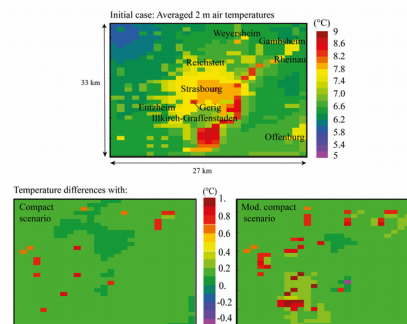 Initial case: Averaged 2 m air temperatures
(°C)
Weyersheim
Gambsheim
Rhenau
Reichstett
33 km
Strasbourg
Entzheim
Gerig
Illkirch-Graffenstaden
Offenburg
27 km
9
8.6
8.2
7.8
7.4
7
6.6
6.2
5.8
5.4
5
Temperature differences with:
(°C)
(°C)
Compact
scenario
Mod. compact
scenario
1.
0.8
0.6
0.4
0.2
0.
-0.2
-0.4